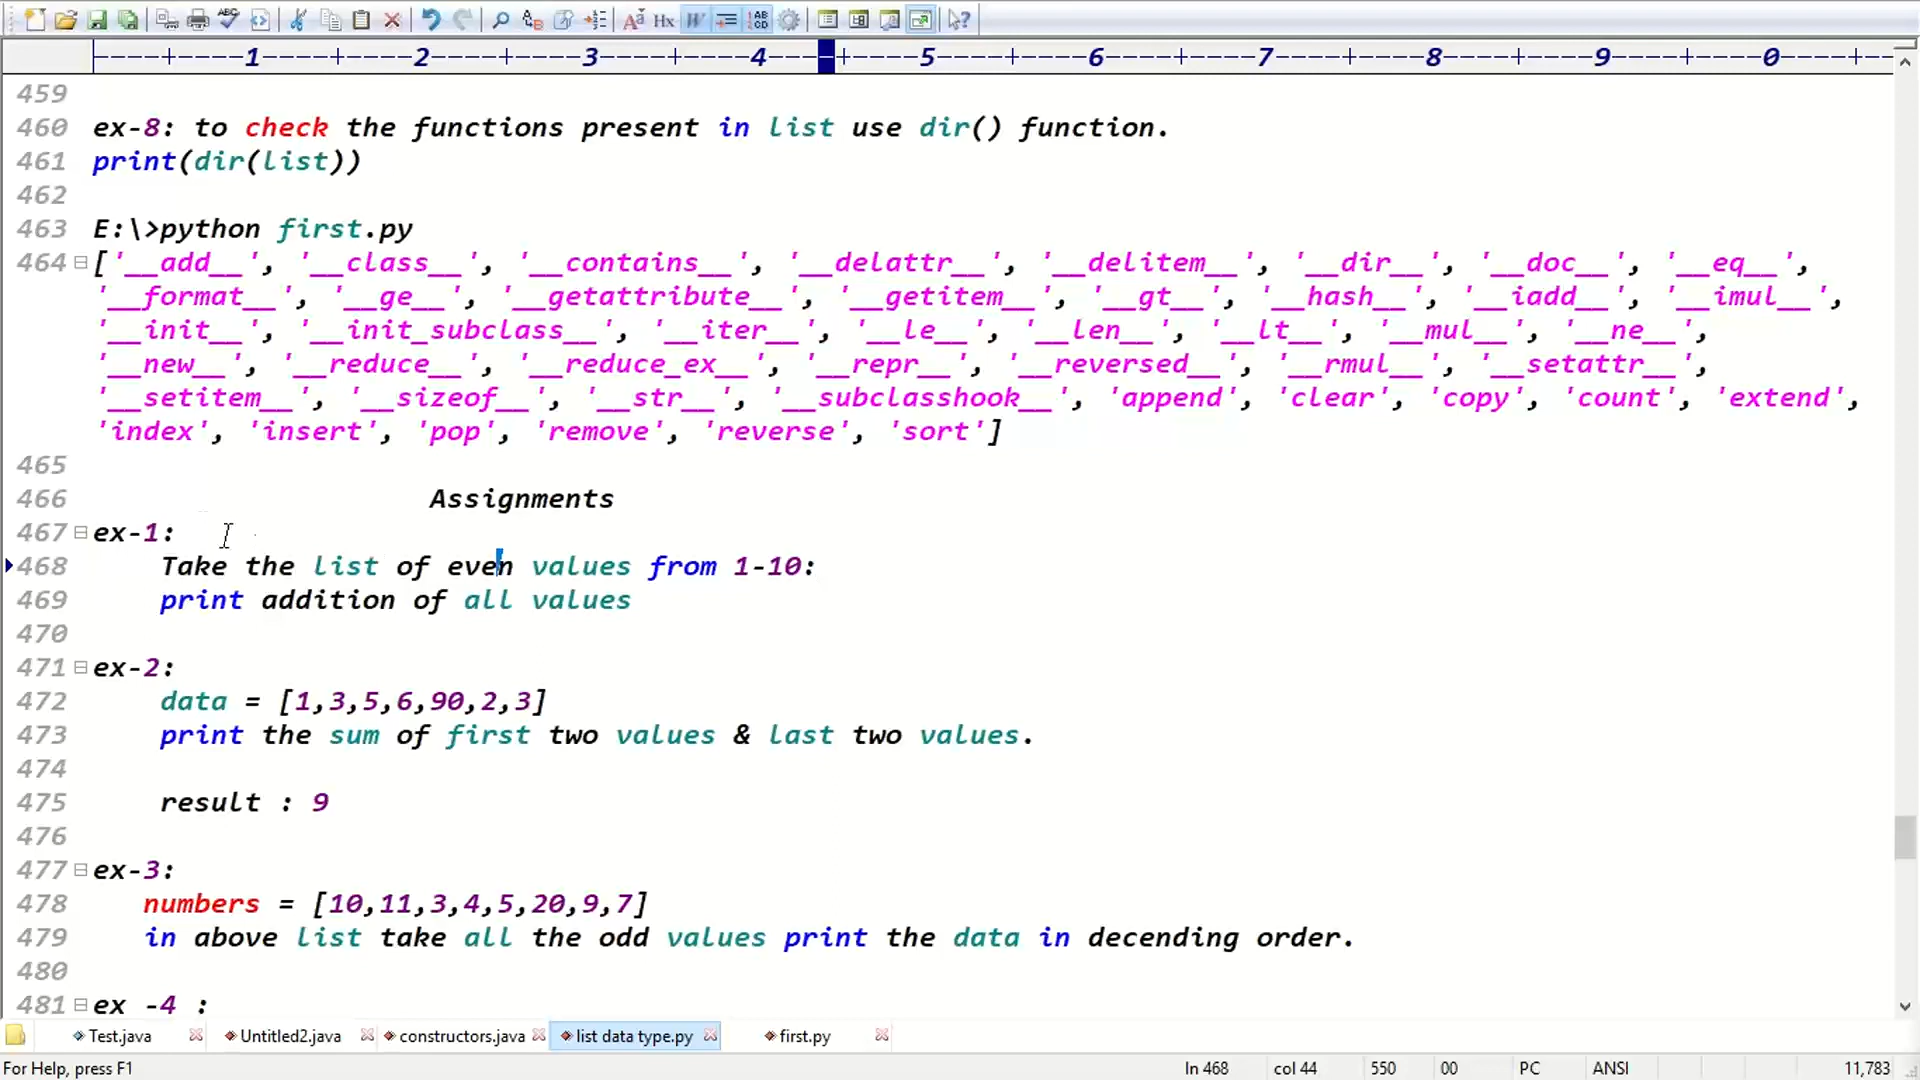 Hx W ABCD
|----+----1----+----2----+----3----+----4----+----5----+----6----+----7----+----8----+----9----+----0----+--
459
460 ex-8: to check the functions present in list use dir() function.
461 print(dir(list))
462
463 E:\>python first.py
464 ['__add__', '__class__', '__contains__', '__delattr__', '__delitem__', '__dir__', '__doc__', '__eq__',
'__format__', '__ge__', '__getattribute__', '__getitem__', '__gt__', '__hash__', '__iadd__', '__imul__',
'__init__', '__init_subclass__', '__iter__', '__le__', '__len__', '__lt__', '__mul__', '__ne__',
'__new__', '__reduce__', '__reduce_ex__', '__repr__', '__reversed__', '__rmul__', '__setattr__',
'__setitem__', '__sizeof__', '__str__', '__subclasshook__', 'append', 'clear', 'copy', 'count', 'extend',
'index', 'insert', 'pop', 'remove', 'reverse', 'sort']
465
466 Assignments
467 ex-1:
468 Take the list of even values from 1-10:
469 print addition of all values
470
471 ex-2:
472 data = [1,3,5,6,90,2,3]
473 print the sum of first two values & last two values.
474
475 result : 9
476
477 ex-3:
478 numbers = [10,11,3,4,5,20,9,7]
479 in above list take all the odd values print the data in decending order.
480
481 ex -4 :
Test.java Untitled2.java constructors.java list data type.py first.py
For Help, press F1 ln 468 col 44 550 00 PC ANSI 11,783